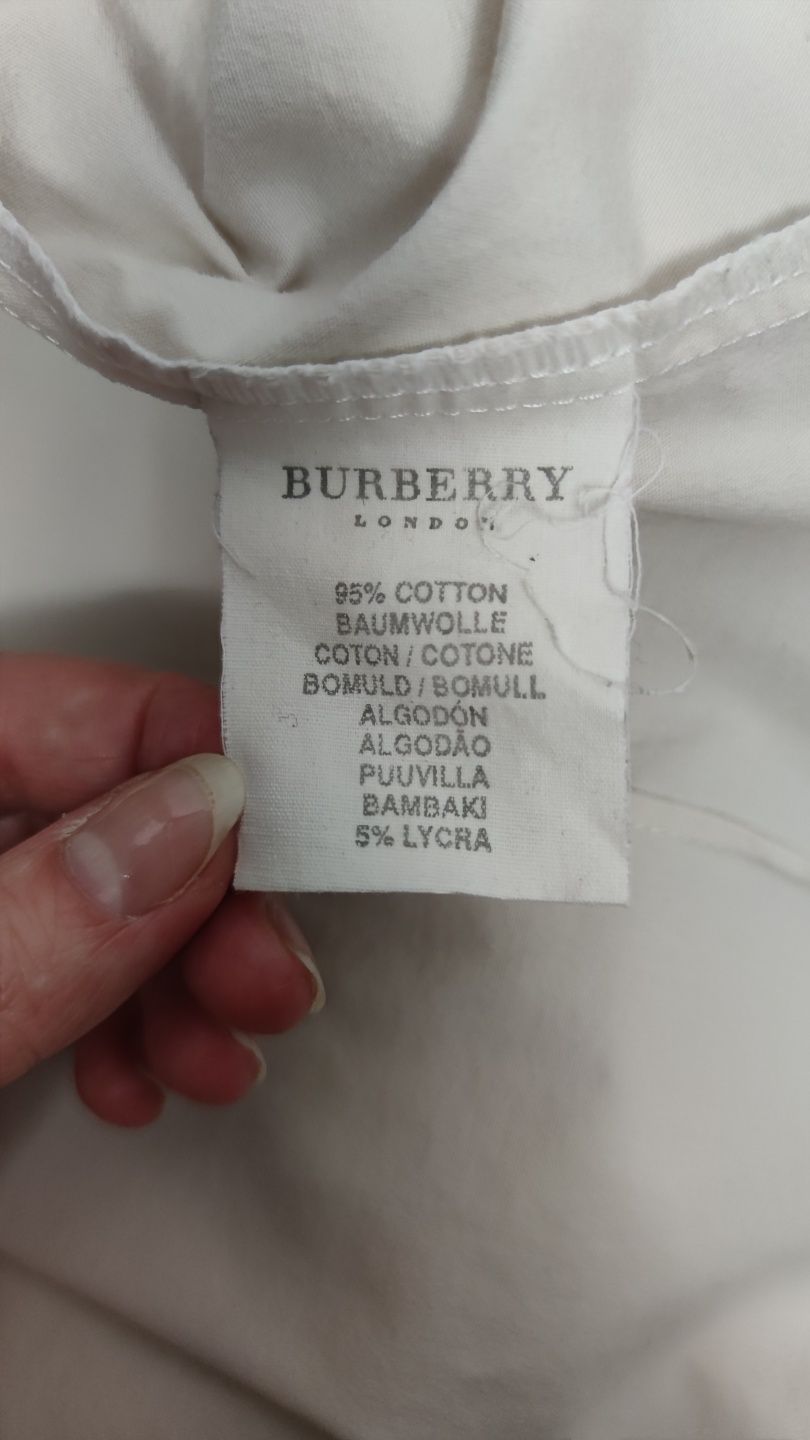 BURBERRY
LONDON
95% COTTON
BAUMWOLLE
COTON / COTONE
BOMULD / BOMULL
ALGODÓN
ALGODÃO
PUUVILLA
BAMBAKI
5% LYCRA